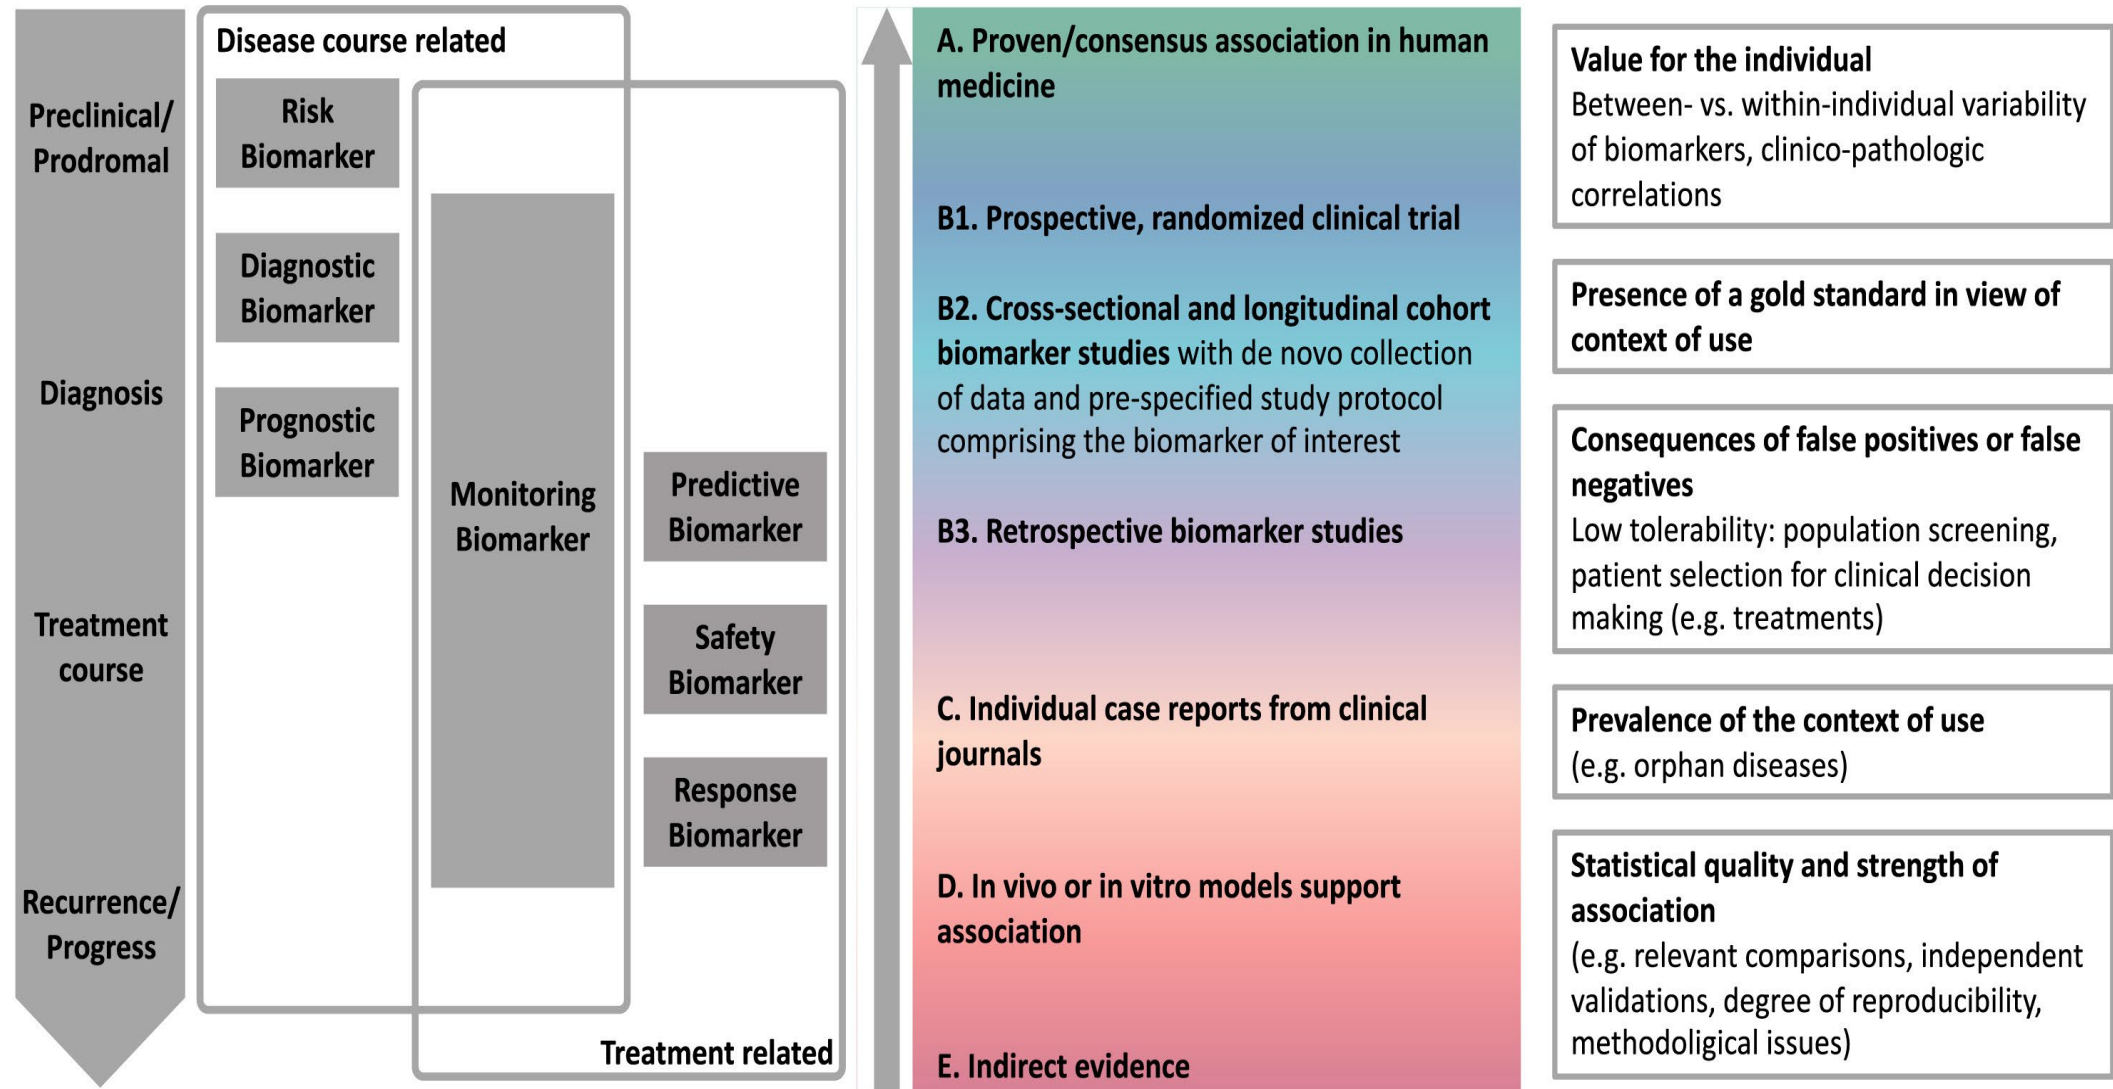 Preclinical/
Prodromal
Diagnosis
Treatment
course
Recurrence/
Progress
Disease course related
Risk
Biomarker
Diagnostic
Biomarker
Prognostic
Biomarker
Monitoring
Biomarker
Predictive
Biomarker
Safety
Biomarker
Response
Biomarker
Treatment related
A. Proven/consensus association in human
medicine
B1. Prospective, randomized clinical trial
B2. Cross-sectional and longitudinal cohort
biomarker studies with de novo collection
of data and pre-specified study protocol
comprising the biomarker of interest
B3. Retrospective biomarker studies
C. Individual case reports from clinical
journals
D. In vivo or in vitro models support
association
E. Indirect evidence
Value for the individual
Between- vs. within-individual variability
of biomarkers, clinico-pathologic
correlations
Presence of a gold standard in view of
context of use
Consequences of false positives or false
negatives
Low tolerability: population screening,
patient selection for clinical decision
making (e.g. treatments)
Prevalence of the context of use
(e.g. orphan diseases)
Statistical quality and strength of
association
(e.g. relevant comparisons, independent
validations, degree of reproducibility,
methodoligical issues)